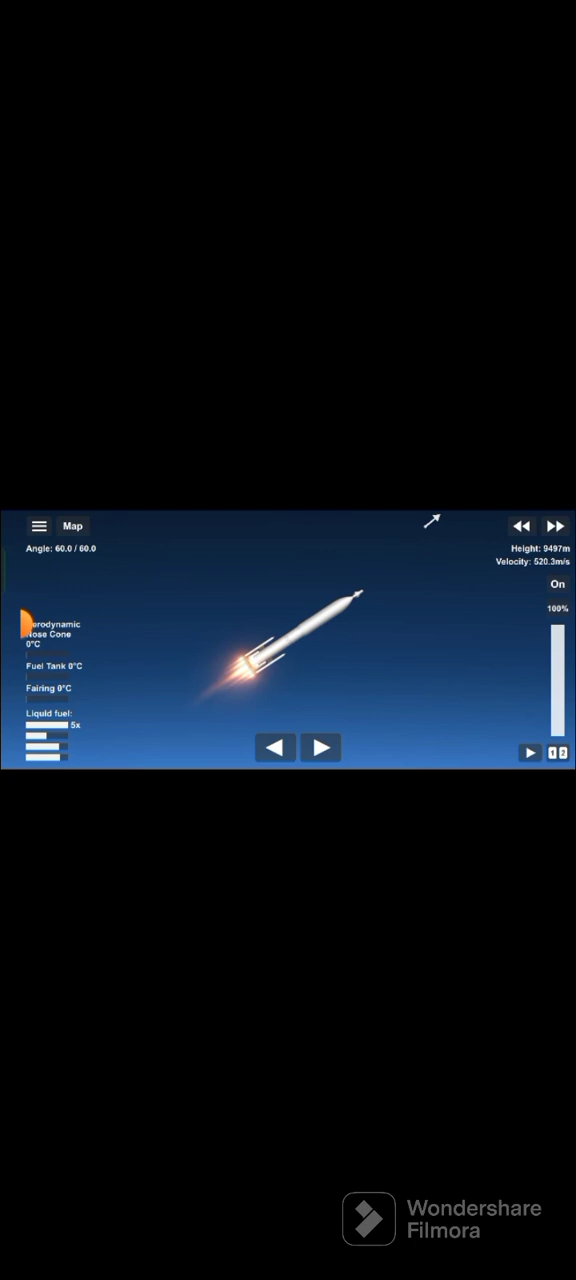 Map
Angle: 60.0 / 60.0
Height: 9497m
Velocity: 520.3m/s
On
100%
erodynamic
Nose Cone
0°C
Fuel Tank 0°C
Fairing 0°C
Liquid fuel:
5x
1 2
Wondershare
Filmora